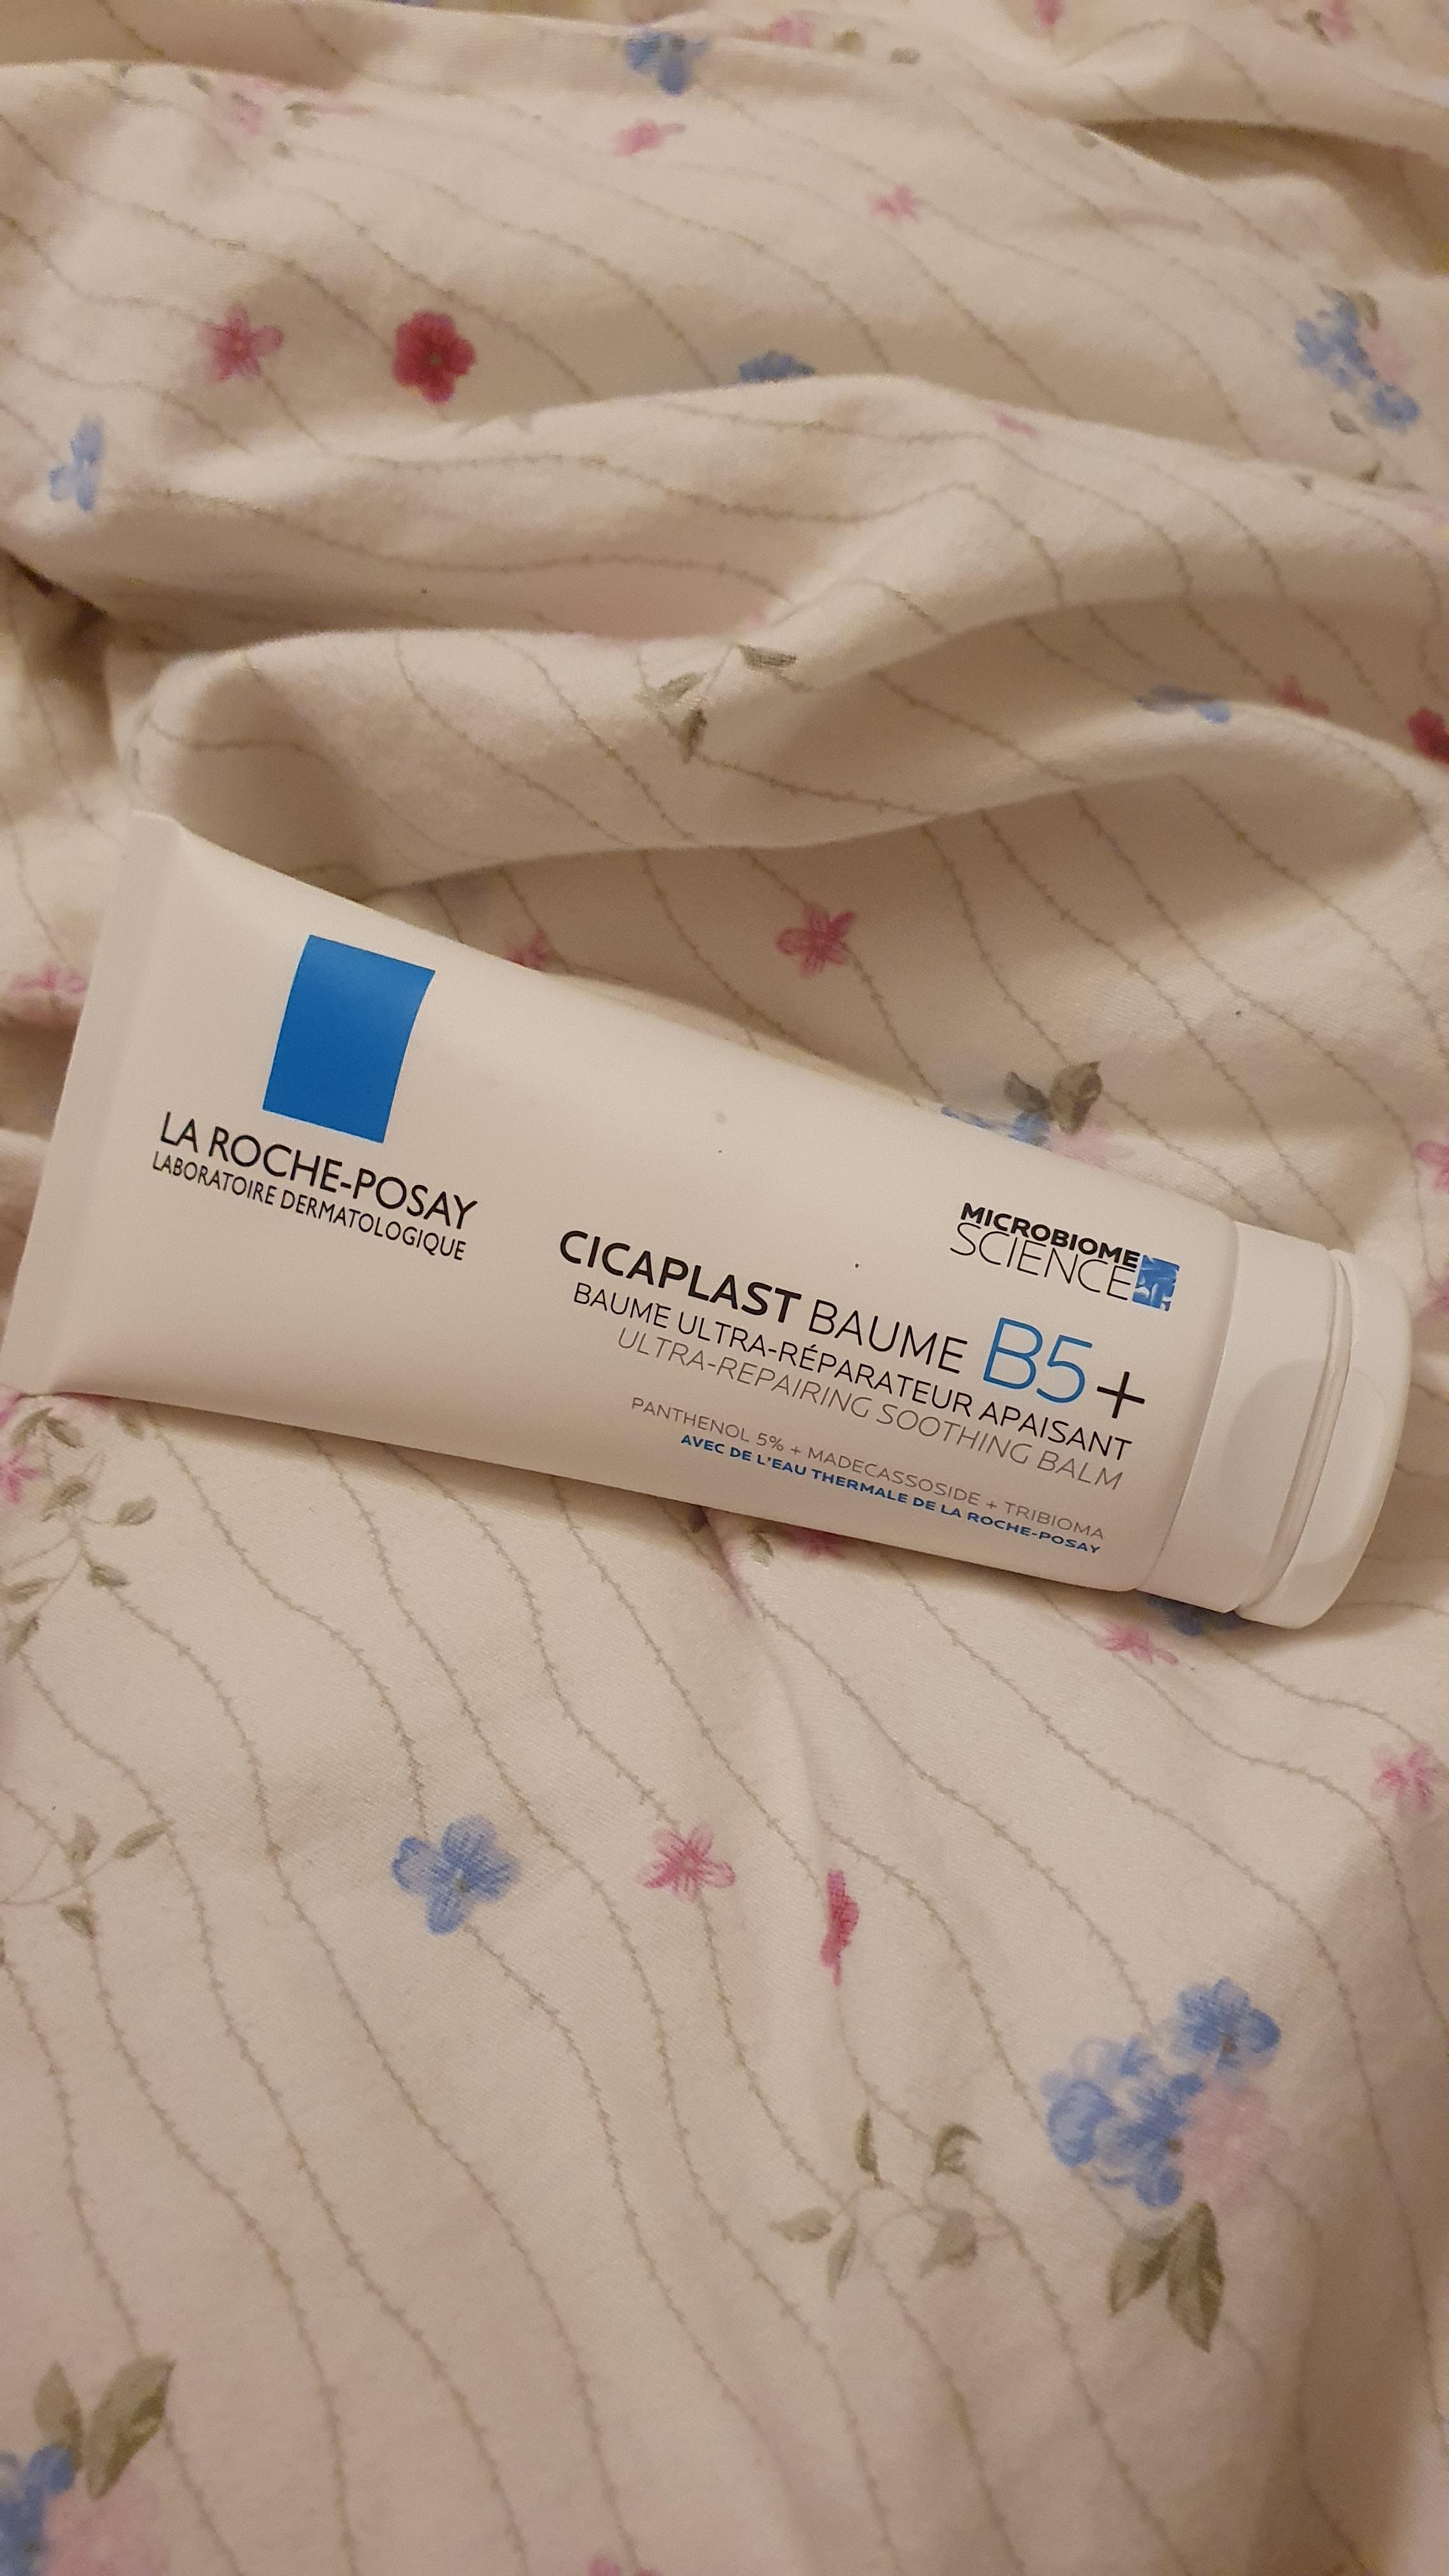 LA ROCHE-POSAY
LABORATOIRE DERMATOLOGIQUE
MICROBIOME
SCIENCE
CICAPLAST BAUME B5+
BAUME ULTRA-RÉPARATEUR APAISANT
ULTRA-REPAIRING SOOTHING BALM
PANTHENOL 5% + MADECASSOSIDE + TRIBIOMA
AVEC DE L'EAU THERMALE DE LA ROCHE-POSAY